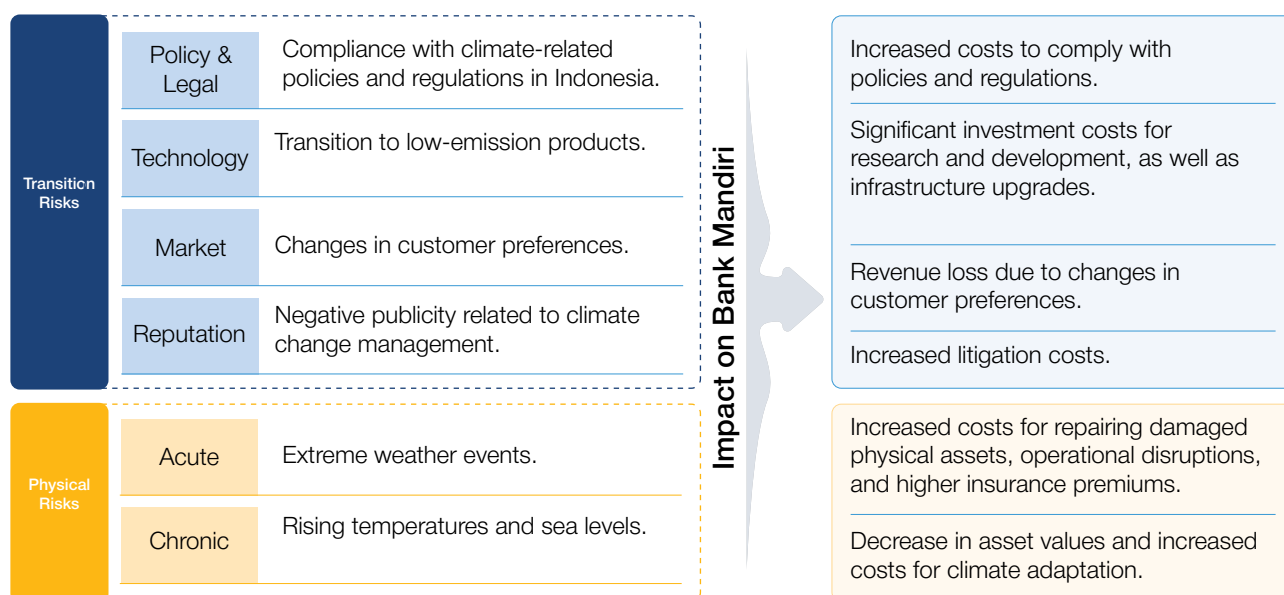 Transition
Risks
Policy &
Legal
Compliance with climate-related
policies and regulations in Indonesia.
Technology
Transition to low-emission products.
Market
Changes in customer preferences.
Reputation
Negative publicity related to climate
change management.
Physical
Risks
Acute
Extreme weather events.
Chronic
Rising temperatures and sea levels.
Impact on Bank Mandiri
Increased costs to comply with
policies and regulations.
Significant investment costs for
research and development, as well as
infrastructure upgrades.
Revenue loss due to changes in
customer preferences.
Increased litigation costs.
Increased costs for repairing damaged
physical assets, operational disruptions,
and higher insurance premiums.
Decrease in asset values and increased
costs for climate adaptation.